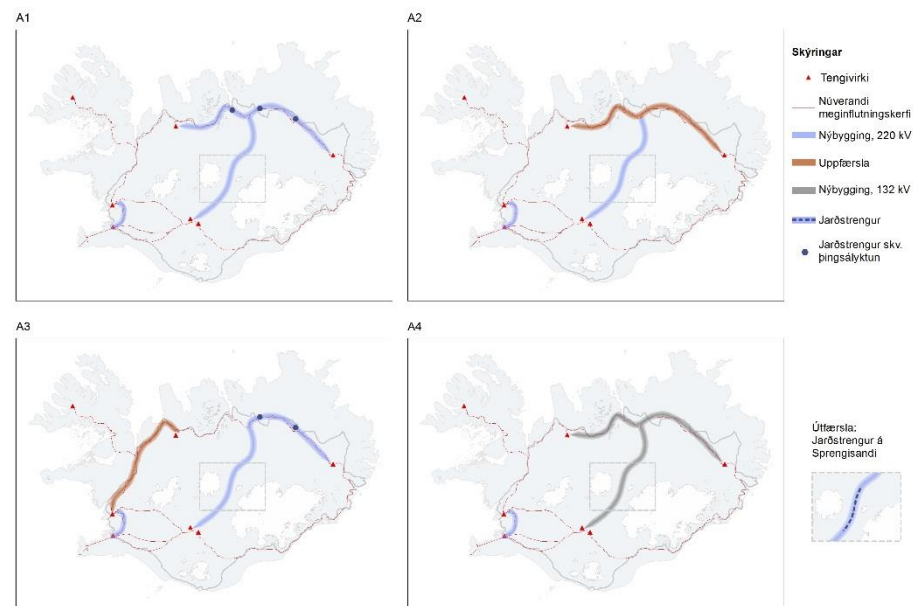 A1
A2
Skýringar
Tengivirki
Núverandi
meginflutningskerfi
Nýbygging, 220 kV
Uppfærsla
Nýbygging, 132 kV
Jarðstrengur
Jarðstrengur skv.
þingsályktun
A3
A4
Útfærsla:
Jarðstrengur á
Sprengisandi